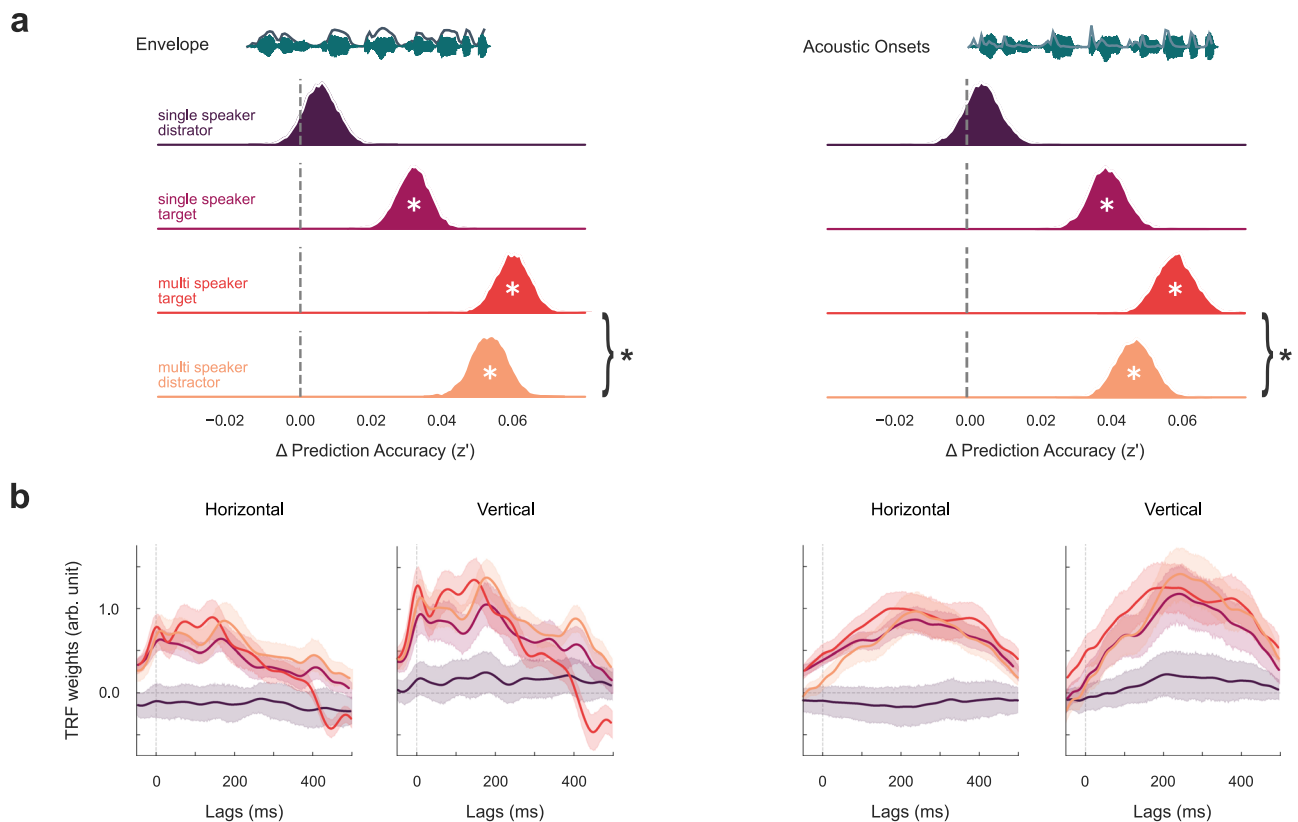 a
Envelope
Acoustic Onsets
single speaker
distrator
single speaker
target
multi speaker
target
multi speaker
distractor
*
*
*
*
*
*
*
*
−0.02 0.00 0.02 0.04 0.06
−0.02 0.00 0.02 0.04 0.06
Δ Prediction Accuracy (z')
Δ Prediction Accuracy (z')
b
Horizontal
Vertical
Horizontal
Vertical
TRF weights (arb. unit)
1.0
0.0
0 200 400
0 200 400
0 200 400
0 200 400
Lags (ms)
Lags (ms)
Lags (ms)
Lags (ms)